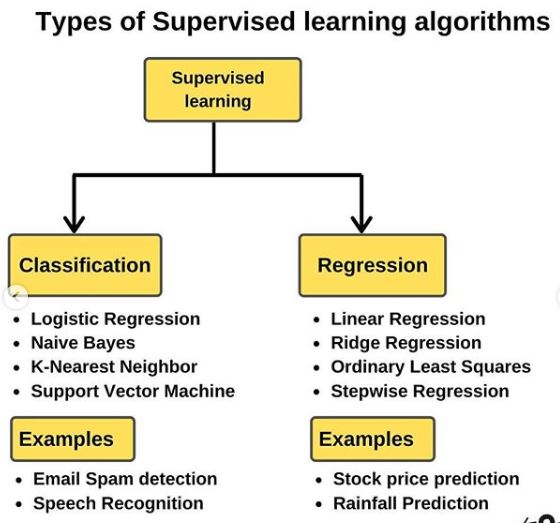 Types of Supervised learning algorithms
Supervised
learning
Classification
• Logistic Regression
• Naive Bayes
• K-Nearest Neighbor
• Support Vector Machine
Examples
• Email Spam detection
• Speech Recognition
Regression
• Linear Regression
• Ridge Regression
• Ordinary Least Squares
• Stepwise Regression
Examples
• Stock price prediction
• Rainfall Prediction